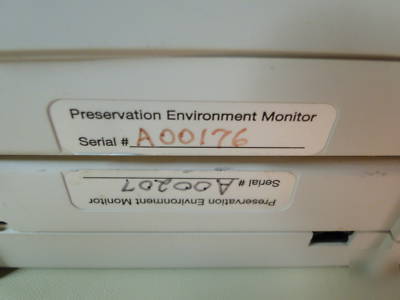 Preservation Environment Monitor
Serial # A00176
Preservation Environment Monitor
Serial # A00207